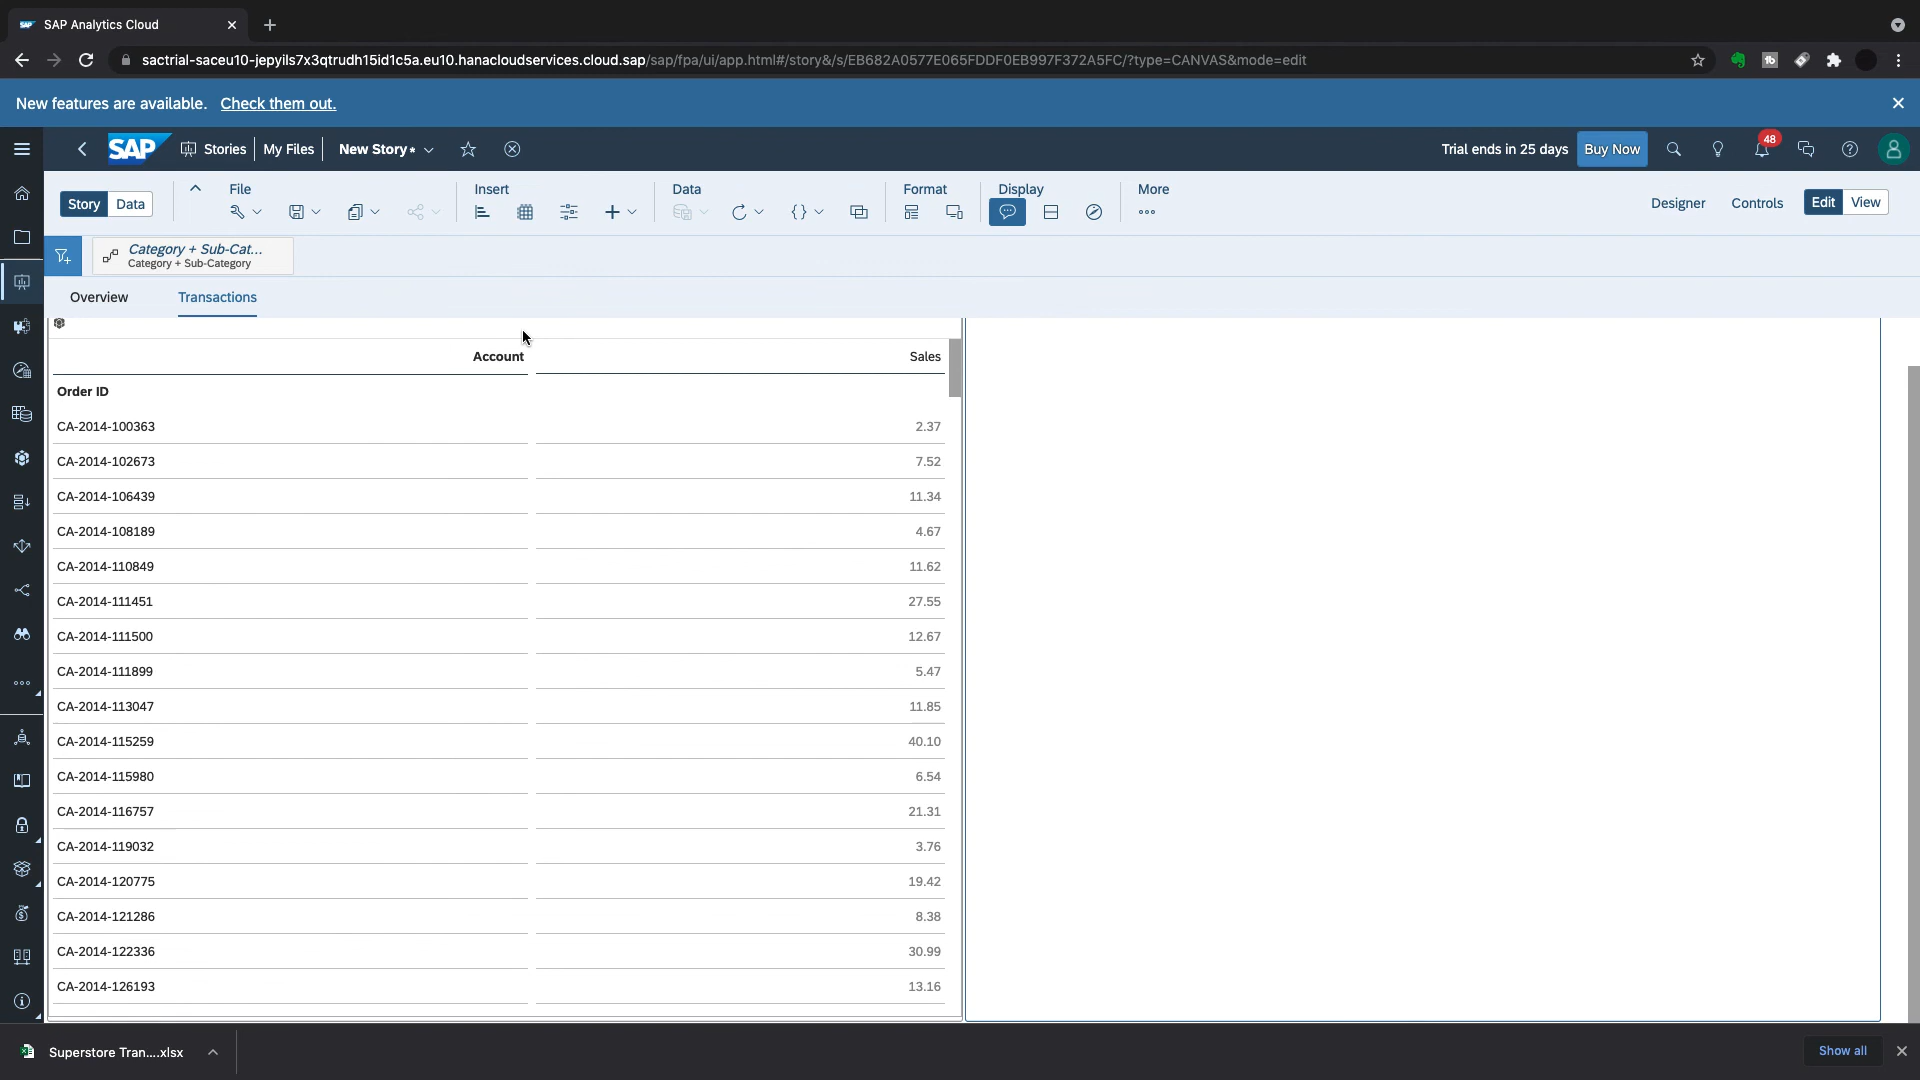 SAP Analytics Cloud
sactrial-saceu10-jepyils7x3qtrudh15id1c5a.eu10.hanacloudservices.cloud.sap/sap/fpa/ui/app.html#/story&/s/EB682A0577E065FDDF0EB997F372A5FC/?type=CANVAS&mode=edit
New features are available. Check them out.
SAP Stories My Files New Story* Trial ends in 25 days Buy Now 48
File Insert Data Format Display More
Story Data Designer Controls Edit View
Category + Sub-Cat...
Category + Sub-Category
Overview Transactions
Account Sales
Order ID
CA-2014-100363 2.37
CA-2014-102673 7.52
CA-2014-106439 11.34
CA-2014-108189 4.67
CA-2014-110849 11.62
CA-2014-111451 27.55
CA-2014-111500 12.67
CA-2014-111899 5.47
CA-2014-113047 11.85
CA-2014-115259 40.10
CA-2014-115980 6.54
CA-2014-116757 21.31
CA-2014-119032 3.76
CA-2014-120775 19.42
CA-2014-121286 8.38
CA-2014-122336 30.99
CA-2014-126193 13.16
Superstore Tran....xlsx Show all